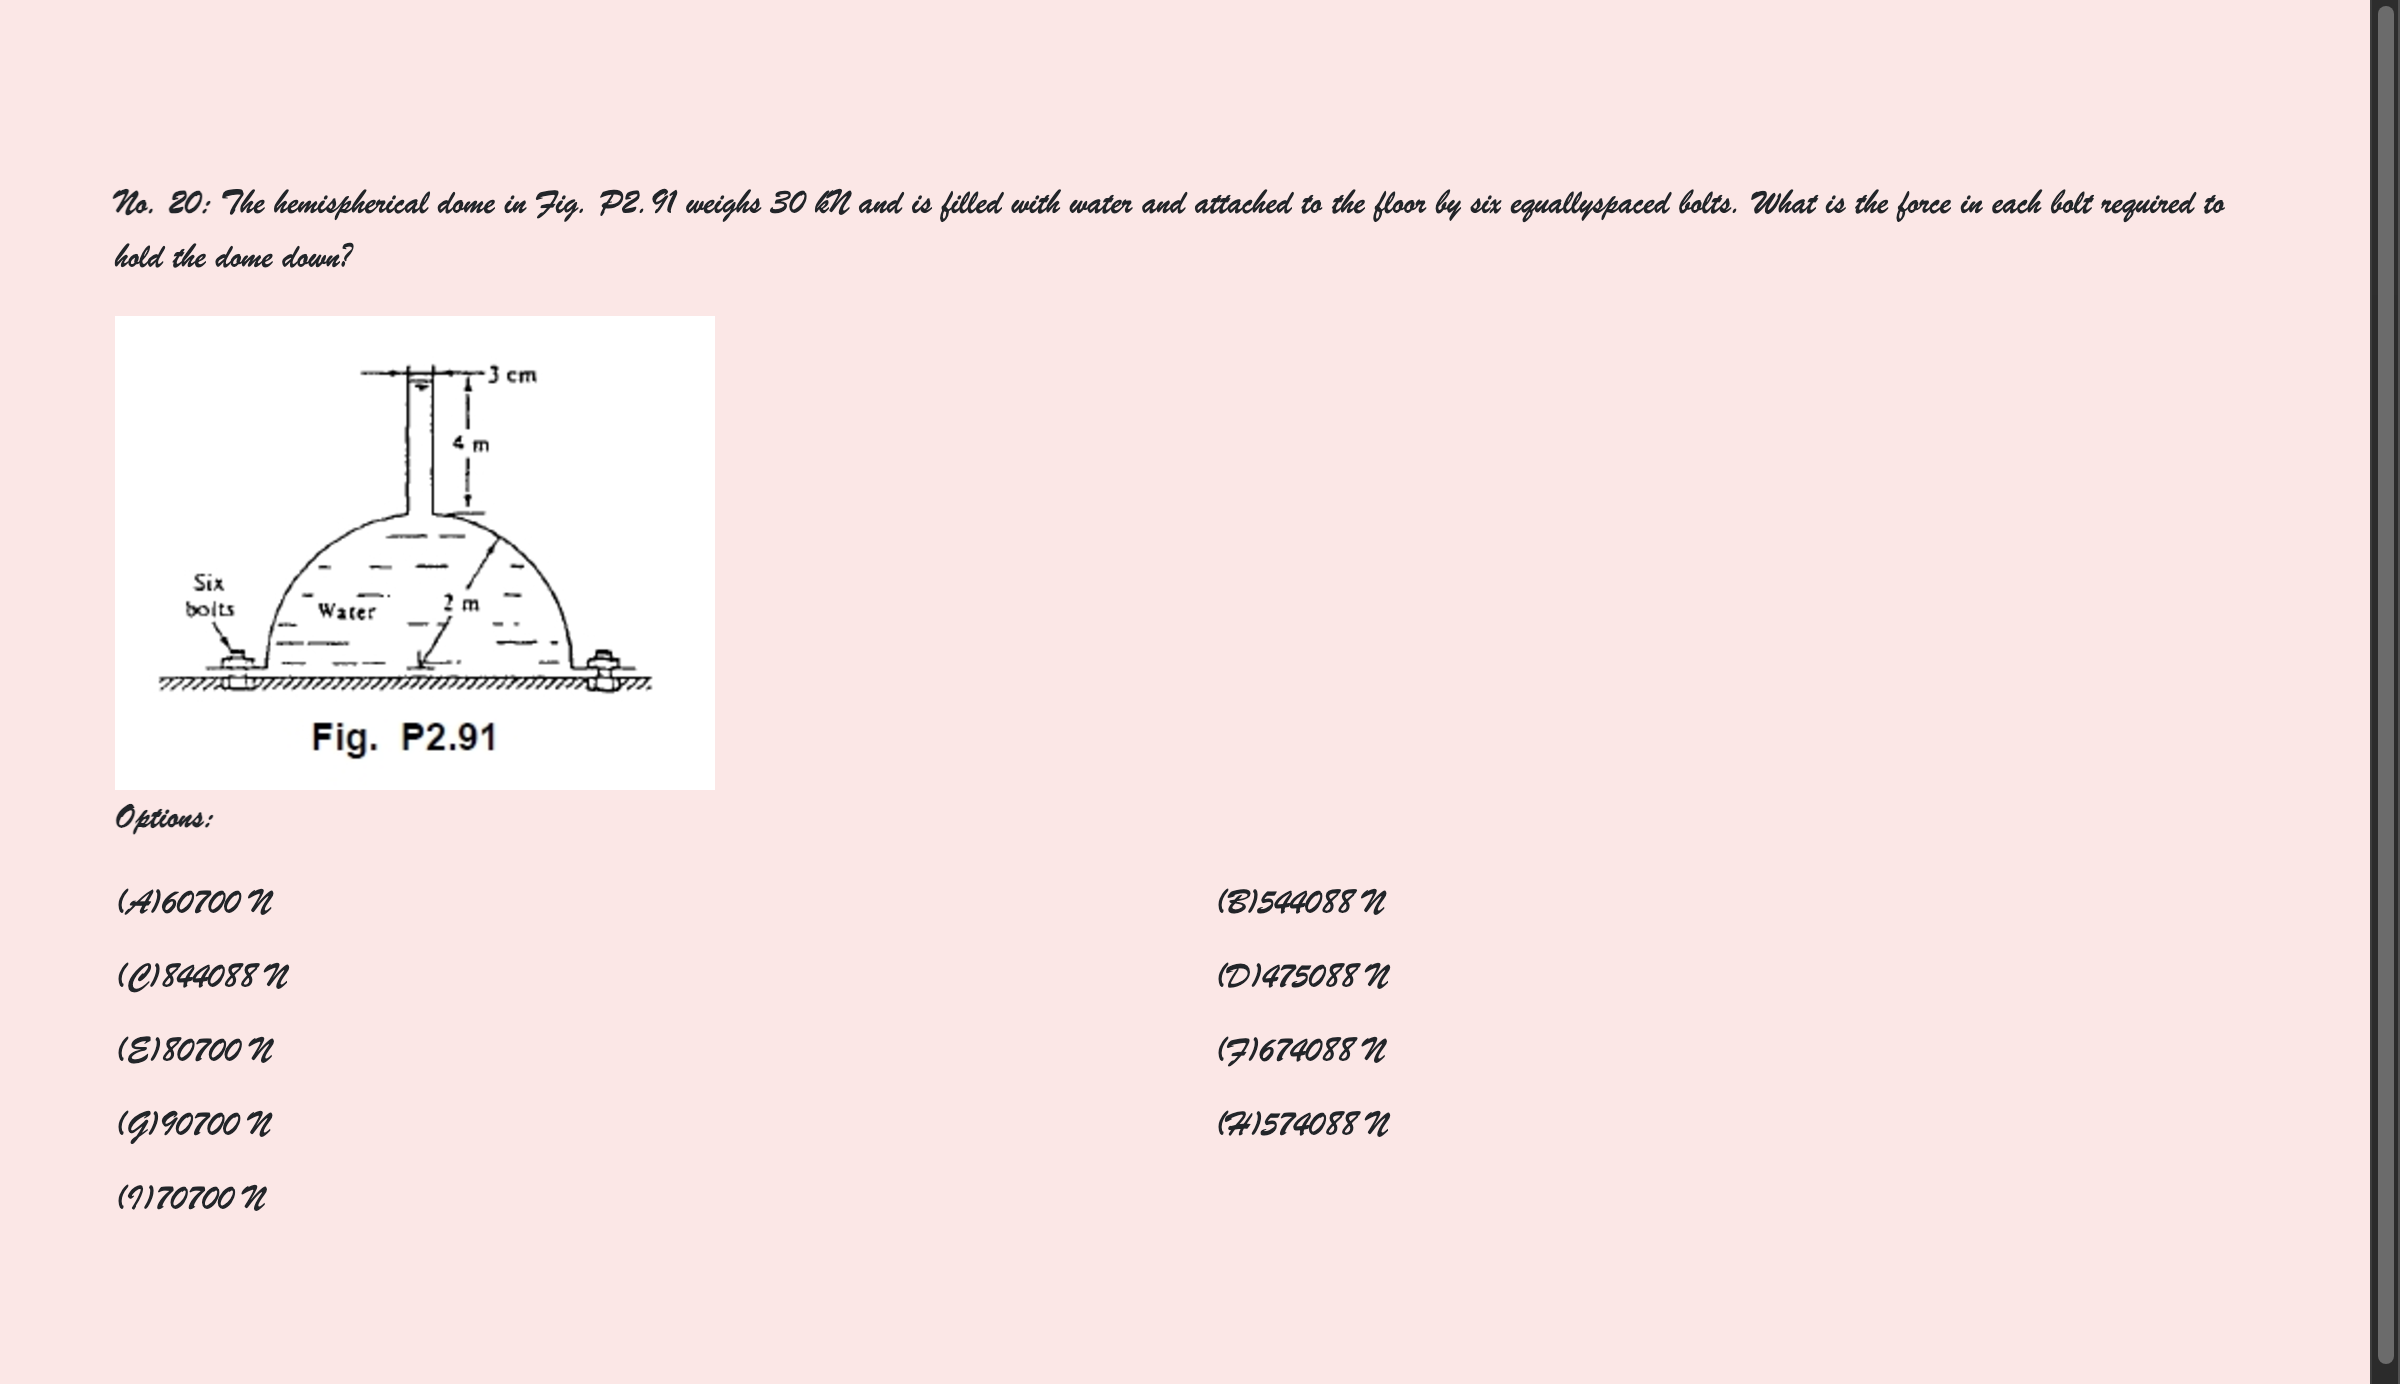 No. 20: The hemispherical dome in Fig. P2.91 weighs 30 kN and is filled with water and attached to the floor by six equallyspaced bolts. What is the force in each bolt required to
hold the dome down?
3 cm
4 m
Six
bolts
Water
2 m
Fig. P2.91
Options:
(A)60700 N
(B)544088 N
(C)844088 N
(D)475088 N
(E)80700 N
(F)674088 N
(G)90700 N
(H)574088 N
(I)70700 N